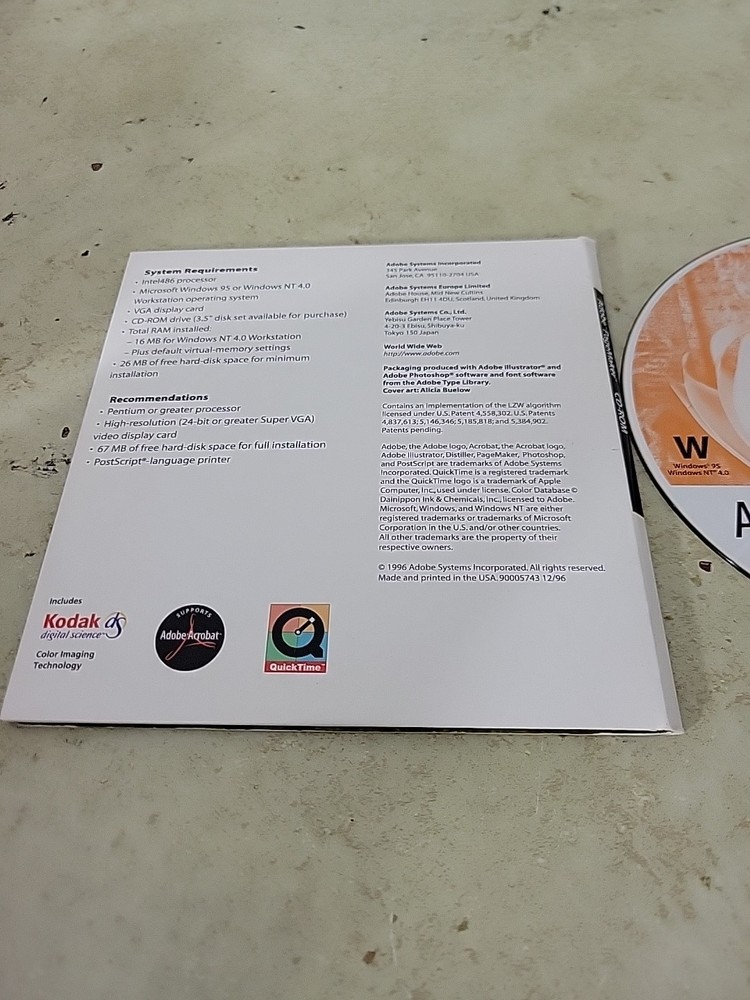 System Requirements
• Intel486 processor
• Microsoft Windows 95 or Windows NT 4.0
Workstation operating system
• VGA display card
• CD-ROM drive (3.5" disk set available for purchase)
• Total RAM installed:
– 16 MB for Windows NT 4.0 Workstation
– Plus default virtual-memory settings
• 26 MB of free hard-disk space for minimum
installation
Recommendations
• Pentium or greater processor
• High-resolution (24-bit or greater Super VGA)
video display card
• 67 MB of free hard-disk space for full installation
• PostScript®-language printer
Includes
Kodak ds
digital science™
Color Imaging
Technology
SUPPORTS
Adobe Acrobat™
QuickTime™
Adobe Systems Incorporated
345 Park Avenue
San Jose, CA 95110-2704 USA
Adobe Systems Europe Limited
Adobe House, Mid New Cultins
Edinburgh EH11 4DU, Scotland, United Kingdom
Adobe Systems Co., Ltd.
Yebisu Garden Place Tower
4-20-3 Ebisu, Shibuya-ku
Tokyo 150 Japan
World Wide Web
http://www.adobe.com
Packaging produced with Adobe Illustrator® and
Adobe Photoshop® software and font software
from the Adobe Type Library.
Cover art: Alicia Buelow
Contains an implementation of the LZW algorithm
licensed under U.S. Patent 4,558,302. U.S. Patents
4,837,613; 5,146,346; 5,185,818; and 5,384,902.
Patents pending.
Adobe, the Adobe logo, Acrobat, the Acrobat logo,
Adobe Illustrator, Distiller, PageMaker, Photoshop,
and PostScript are trademarks of Adobe Systems
Incorporated. QuickTime is a registered trademark
and the QuickTime logo is a trademark of Apple
Computer, Inc., used under license. Color Database ©
Dainippon Ink & Chemicals, Inc., licensed to Adobe.
Microsoft, Windows, and Windows NT are either
registered trademarks or trademarks of Microsoft
Corporation in the U.S. and/or other countries.
All other trademarks are the property of their
respective owners.
© 1996 Adobe Systems Incorporated. All rights reserved.
Made and printed in the USA. 90005743 12/96
Adobe PageMaker CD-ROM
W
Windows® 95
Windows NT™ 4.0
A